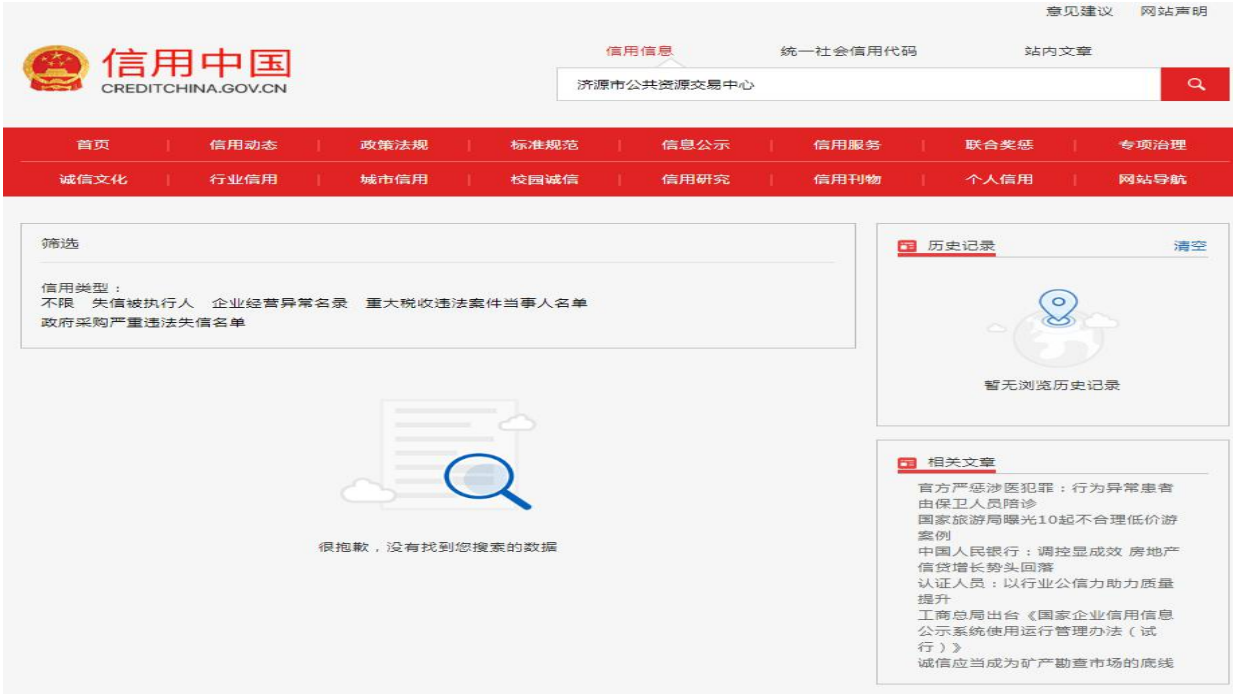 意见建议 网站声明
信用中国
CREDITCHINA.GOV.CN
信用信息 统一社会信用代码 站内文章
济源市公共资源交易中心
首页 | 信用动态 | 政策法规 | 标准规范 | 信息公示 | 信用服务 | 联合奖惩 | 专项治理
诚信文化 | 行业信用 | 城市信用 | 校园诚信 | 信用研究 | 信用刊物 | 个人信用 | 网站导航
筛选
信用类型：
不限 失信被执行人 企业经营异常名录 重大税收违法案件当事人名单
政府采购严重违法失信名单
很抱歉，没有找到您搜索的数据
历史记录 清空
暂无浏览历史记录
相关文章
官方严惩涉医犯罪：行为异常患者
由保卫人员陪诊
国家旅游局曝光10起不合理低价游
案例
中国人民银行：调控显成效 房地产
信贷增长势头回落
认证人员：以行业公信力助力质量
提升
工商总局出台《国家企业信用信息
公示系统使用运行管理办法（试
行）》
诚信应当成为矿产勘查市场的底线